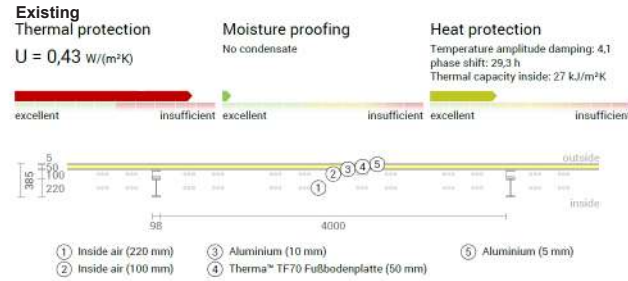 Existing
Thermal protection
U = 0,43 W/(m²K)
excellent insufficient
Moisture proofing
No condensate
excellent insufficient
Heat protection
Temperature amplitude damping: 4,1
phase shift: 29,3 h
Thermal capacity inside: 27 kJ/m²K
excellent insufficient
385
5
50
100
220
1 2 3 4 5
outside
inside
98 4000
1 Inside air (220 mm)
2 Inside air (100 mm)
3 Aluminium (10 mm)
4 Therma™ TF70 Fußbodenplatte (50 mm)
5 Aluminium (5 mm)